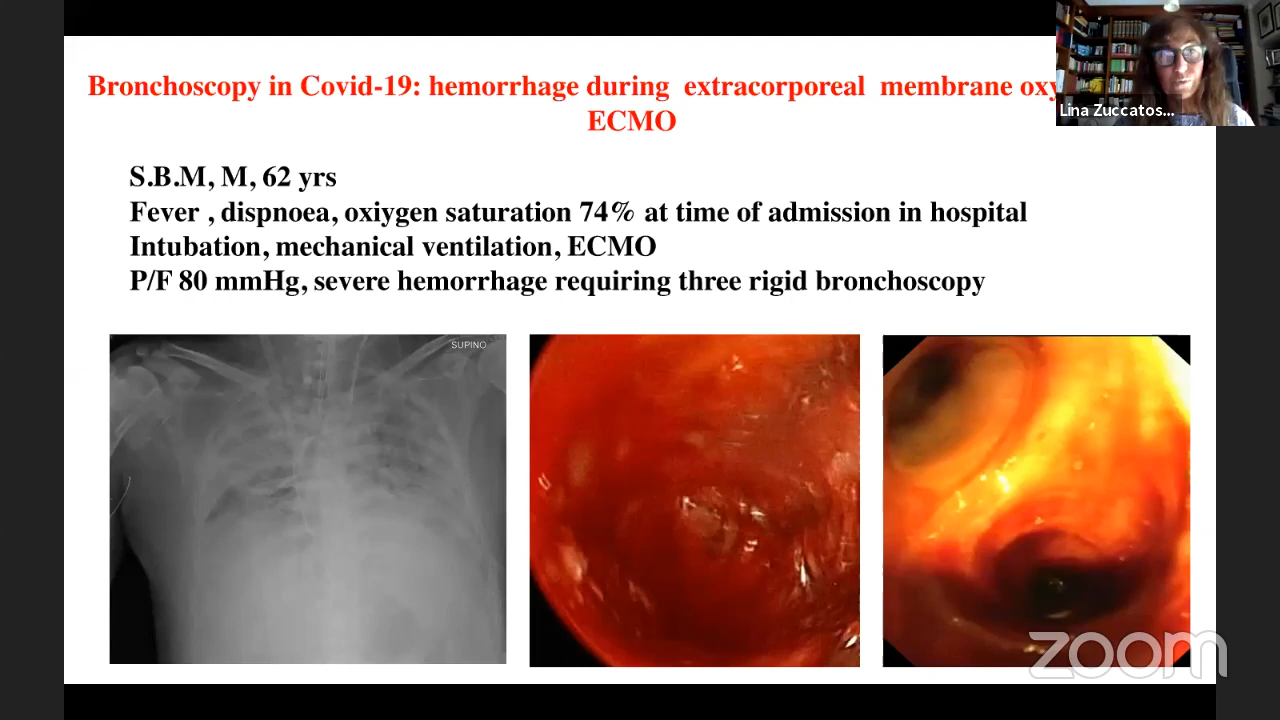 Bronchoscopy in Covid-19: hemorrhage during extracorporeal membrane oxy
ECMO
Lina Zuccatos...
S.B.M, M, 62 yrs
Fever , dispnoea, oxiygen saturation 74% at time of admission in hospital
Intubation, mechanical ventilation, ECMO
P/F 80 mmHg, severe hemorrhage requiring three rigid bronchoscopy
SUPINO
zoom